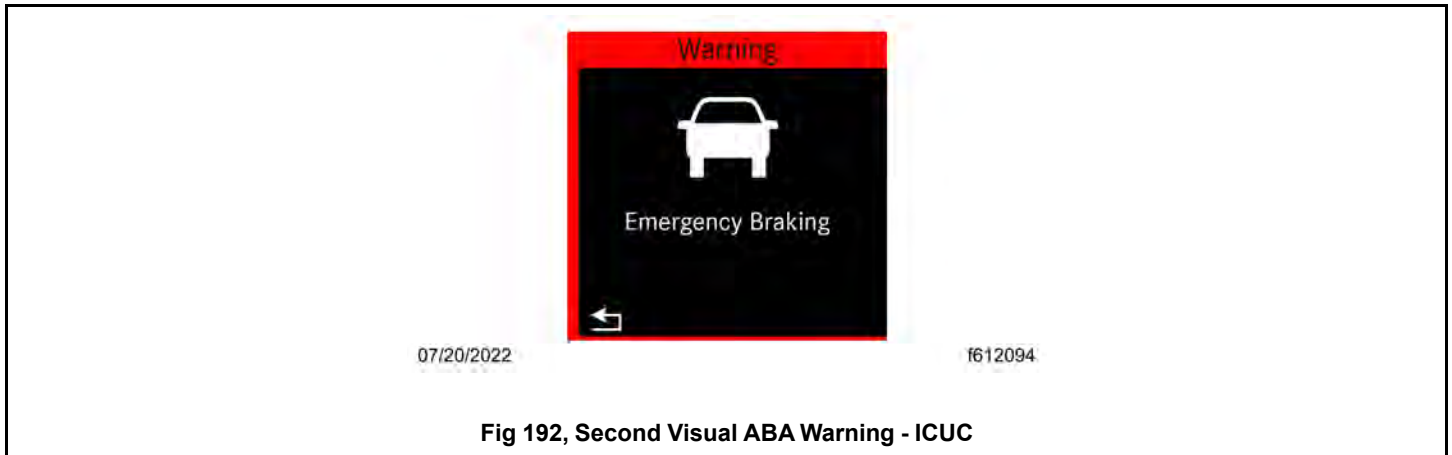 Warning
Emergency Braking
07/20/2022 f612094
Fig 192, Second Visual ABA Warning - ICUC